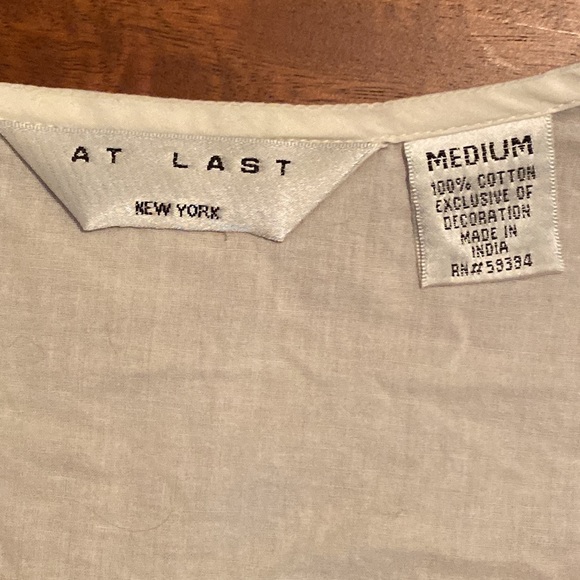 AT LAST
NEW YORK
MEDIUM
100% COTTON
EXCLUSIVE OF
DECORATION
MADE IN
INDIA
RN#59394